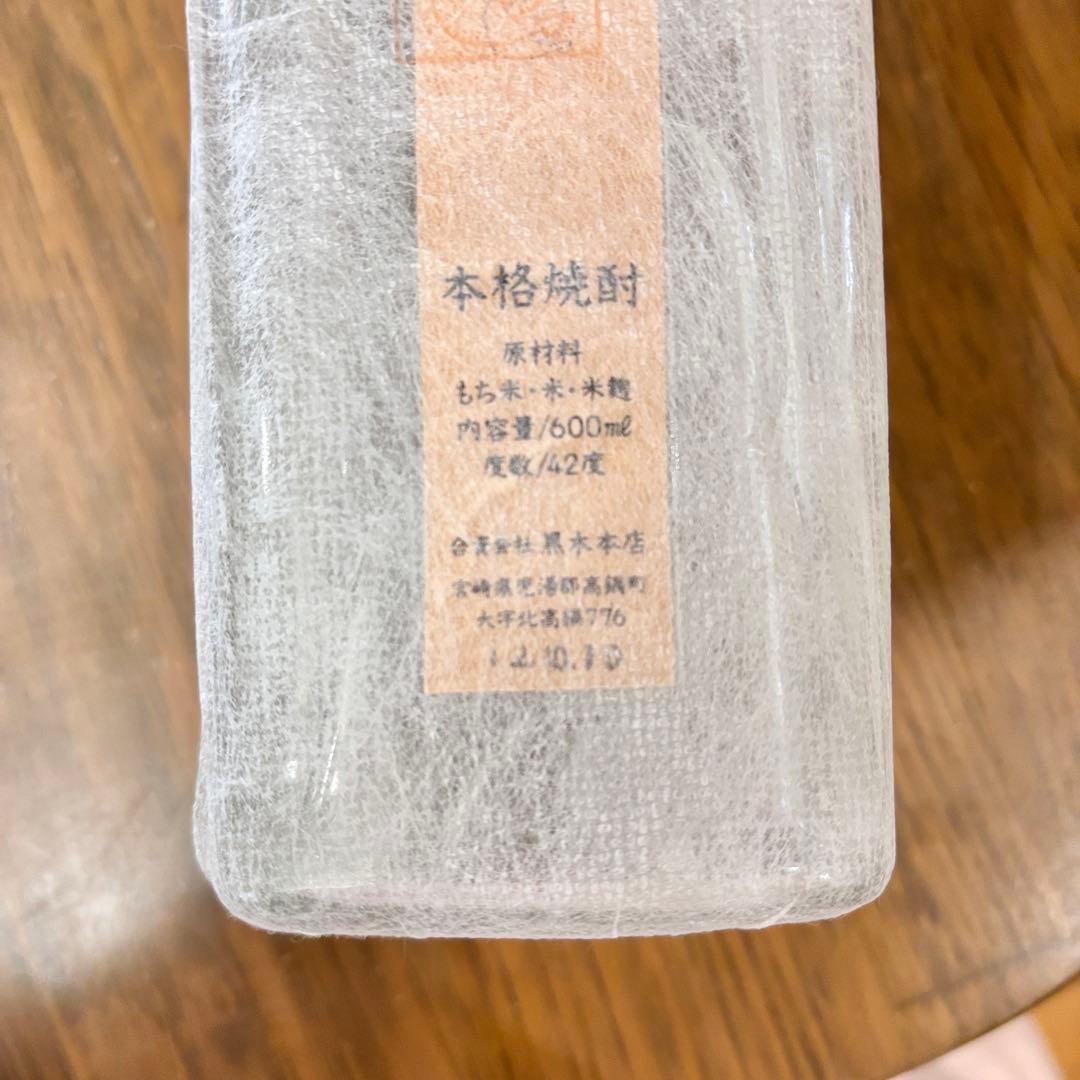 本格焼酎
原材料
もち米・米・米麹
内容量/600ml
度数/42度
合資会社 黒木本店
宮崎県児湯郡高鍋町
大字北高鍋776